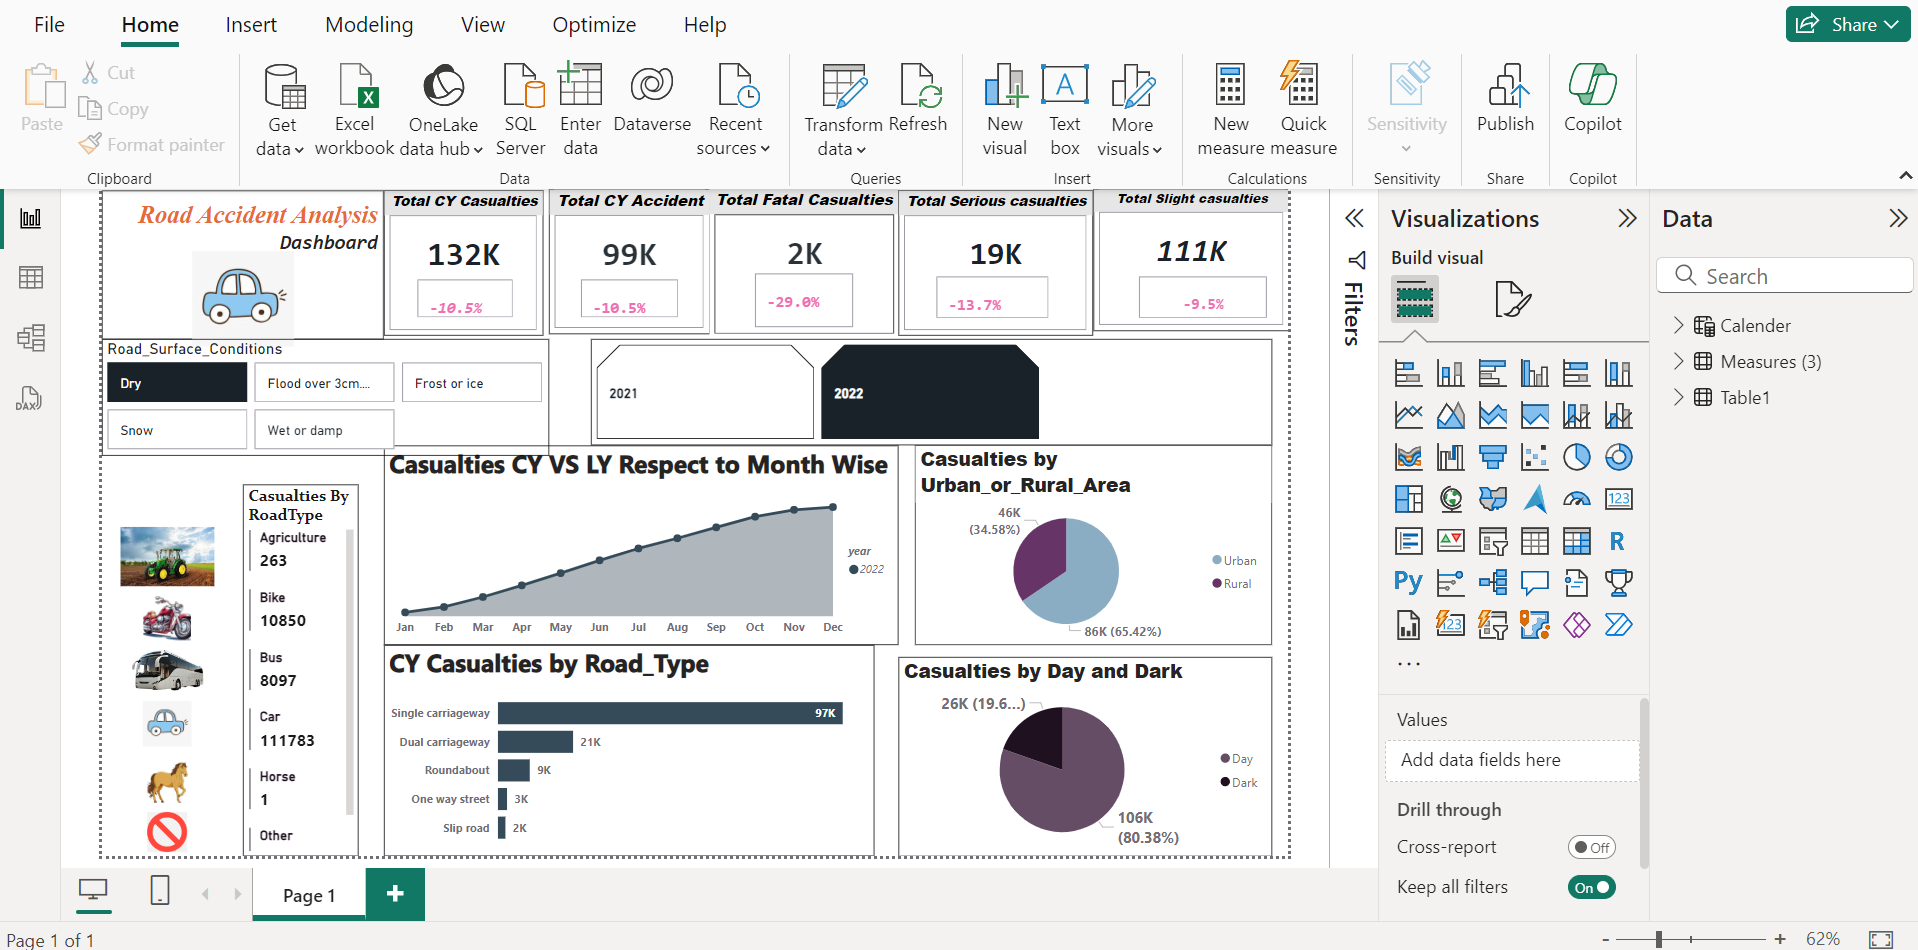 File Home Insert Modeling View Optimize Help
Share
Paste
Cut
Copy
Format painter
Clipboard
Get data
Excel workbook
OneLake data hub
SQL Server
Enter data
Dataverse
Recent sources
Data
Transform data
Refresh
Queries
New visual
Text box
More visuals
Insert
New measure
Quick measure
Calculations
Sensitivity
Sensitivity
Publish
Share
Copilot
Copilot
Road Accident Analysis
Dashboard
Total CY Casualties
132K
-10.5%
Total CY Accident
99K
-10.5%
Total Fatal Casualties
2K
-29.0%
Total Serious casualties
19K
-13.7%
Total Slight casualties
111K
-9.5%
Road_Surface_Conditions
Dry
Flood over 3cm....
Frost or ice
Snow
Wet or damp
2021
2022
Casualties By
RoadType
Agriculture
263
Bike
10850
Bus
8097
Car
111783
Horse
1
Other
Casualties CY VS LY Respect to Month Wise
year
2022
Jan Feb Mar Apr May Jun Jul Aug Sep Oct Nov Dec
Casualties by
Urban_or_Rural_Area
46K
(34.58%)
86K (65.42%)
Urban
Rural
CY Casualties by Road_Type
Single carriageway 97K
Dual carriageway 21K
Roundabout 9K
One way street 3K
Slip road 2K
Casualties by Day and Dark
26K (19.6...)
106K
(80.38%)
Day
Dark
Filters
Visualizations
Build visual
123
R
Py
123
...
Values
Add data fields here
Drill through
Cross-report
Off
Keep all filters
On
Data
Search
Calender
Measures (3)
Table1
DAX
Page 1
+
Page 1 of 1
- + 62%